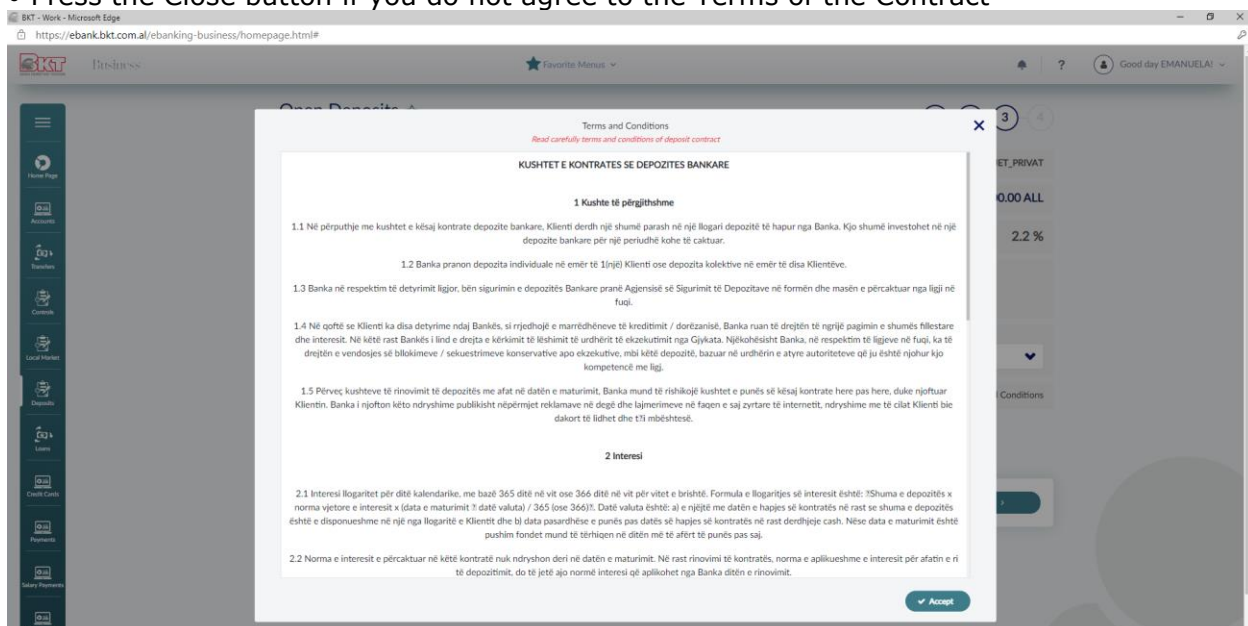 • Press the Close button if you do not agree to the Terms of the Contract
BKT - Work - Microsoft Edge
https://ebank.bkt.com.al/ebanking-business/homepage.html#
BKT
Business
Favorite Menus
?
Good day EMANUELA!
Open Deposits
3
4
Home Page
Accounts
Transfers
Controls
Local Market
Deposits
Loans
Credit Cards
Payments
Salary Payments
ET_PRIVAT
0.00 ALL
2.2 %
Conditions
Terms and Conditions
Read carefully terms and conditions of deposit contract
KUSHTET E KONTRATES SE DEPOZITES BANKARE
1 Kushte të përgjithshme
1.1 Në përputhje me kushtet e kësaj kontrate depozite bankare, Klienti derdh një shumë parash në një llogari depozitë të hapur nga Banka. Kjo shumë investohet në një
depozite bankare për një periudhë kohe të caktuar.
1.2 Banka pranon depozita individuale në emër të 1(një) Klienti ose depozita kolektive në emër të disa Klientëve.
1.3 Banka në respektim të detyrimit ligjor, bën sigurimin e depozitës Bankare pranë Agjensisë së Sigurimit të Depozitave në formën dhe masën e përcaktuar nga ligji në
fuqi.
1.4 Në qoftë se Klienti ka disa detyrime ndaj Bankës, si rrjedhojë e marrëdhëneve të kreditimit / dorëzanisë, Banka ruan të drejtën të ngrijë pagimin e shumës fillestare
dhe interesit. Në këtë rast Bankës i lind e drejta e kërkimit të lëshimit të urdhërit të ekzekutimit nga Gjykata. Njëkohësisht Banka, në respektim të ligjeve në fuqi, ka të
drejtën e vendosjes së bllokimeve / sekuestrimeve konservative apo ekzekutive, mbi këtë depozitë, bazuar në urdhërin e atyre autoriteteve që ju është njohur kjo
kompetencë me ligj.
1.5 Përveç kushteve të rinovimit të depozitës me afat në datën e maturimit, Banka mund të rishikojë kushtet e punës së kësaj kontrate here pas here, duke njoftuar
Klientin. Banka i njofton këto ndryshime publikisht nëpërmjet reklamave në degë dhe lajmerimeve në faqen e saj zyrtare të internetit, ndryshime me të cilat Klienti bie
dakort të lidhet dhe t?i mbështesë.
2 Interesi
2.1 Interesi llogaritet për ditë kalendarike, me bazë 365 ditë në vit ose 366 ditë në vit për vitet e brishtë. Formula e llogaritjes së interesit është: ?Shuma e depozitës x
norma vjetore e interesit x (data e maturimit ? datë valuta) / 365 (ose 366)?. Datë valuta është: a) e njëjtë me datën e hapjes së kontratës në rast se shuma e depozitës
është e disponueshme në një nga llogaritë e Klientit dhe b) data pasardhëse e punës pas datës së hapjes së kontratës në rast derdhjeje cash. Nëse data e maturimit është
pushim fondet mund të tërhiqen në ditën më të afërt të punës pas saj.
2.2 Norma e interesit e përcaktuar në këtë kontratë nuk ndryshon deri në datën e maturimit. Në rast rinovimi të kontratës, norma e aplikueshme e interesit për afatin e ri
të depozitimit, do të jetë ajo normë interesi që aplikohet nga Banka ditën e rinovimit.
Accept